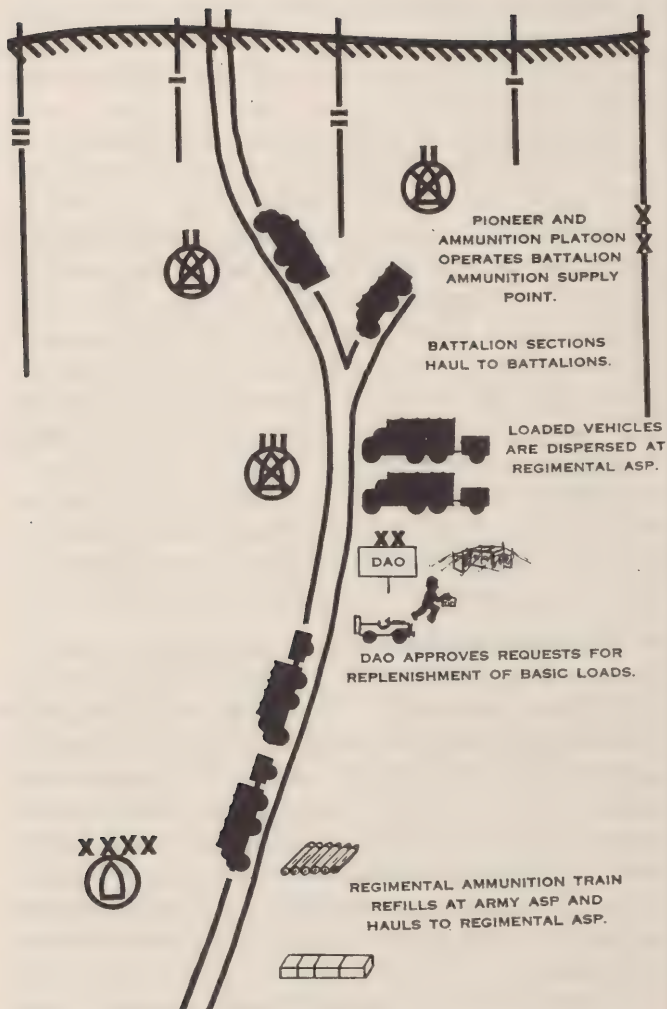 PIONEER AND
AMMUNITION PLATOON
OPERATES BATTALION
AMMUNITION SUPPLY
POINT.
BATTALION SECTIONS
HAUL TO BATTALIONS.
LOADED VEHICLES
ARE DISPERSED AT
REGIMENTAL ASP.
XX
DAO
DAO APPROVES REQUESTS FOR
REPLENISHMENT OF BASIC LOADS.
XXXX
REGIMENTAL AMMUNITION TRAIN
REFILLS AT ARMY ASP AND
HAULS TO REGIMENTAL ASP.